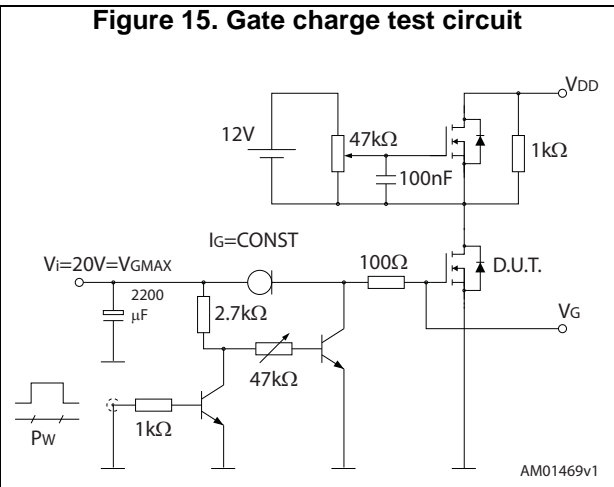 Figure 15. Gate charge test circuit
VDD
12V
47kΩ
1kΩ
100nF
IG=CONST
Vi=20V=VGMAX
100Ω
D.U.T.
2200
μF
2.7kΩ
VG
47kΩ
1kΩ
PW
AM01469v1